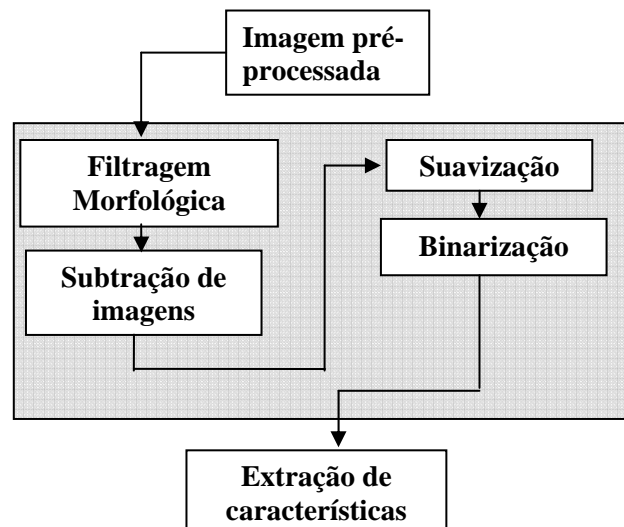 Imagem pré-
processada
Filtragem
Morfológica
Subtração de
imagens
Suavização
Binarização
Extração de
características